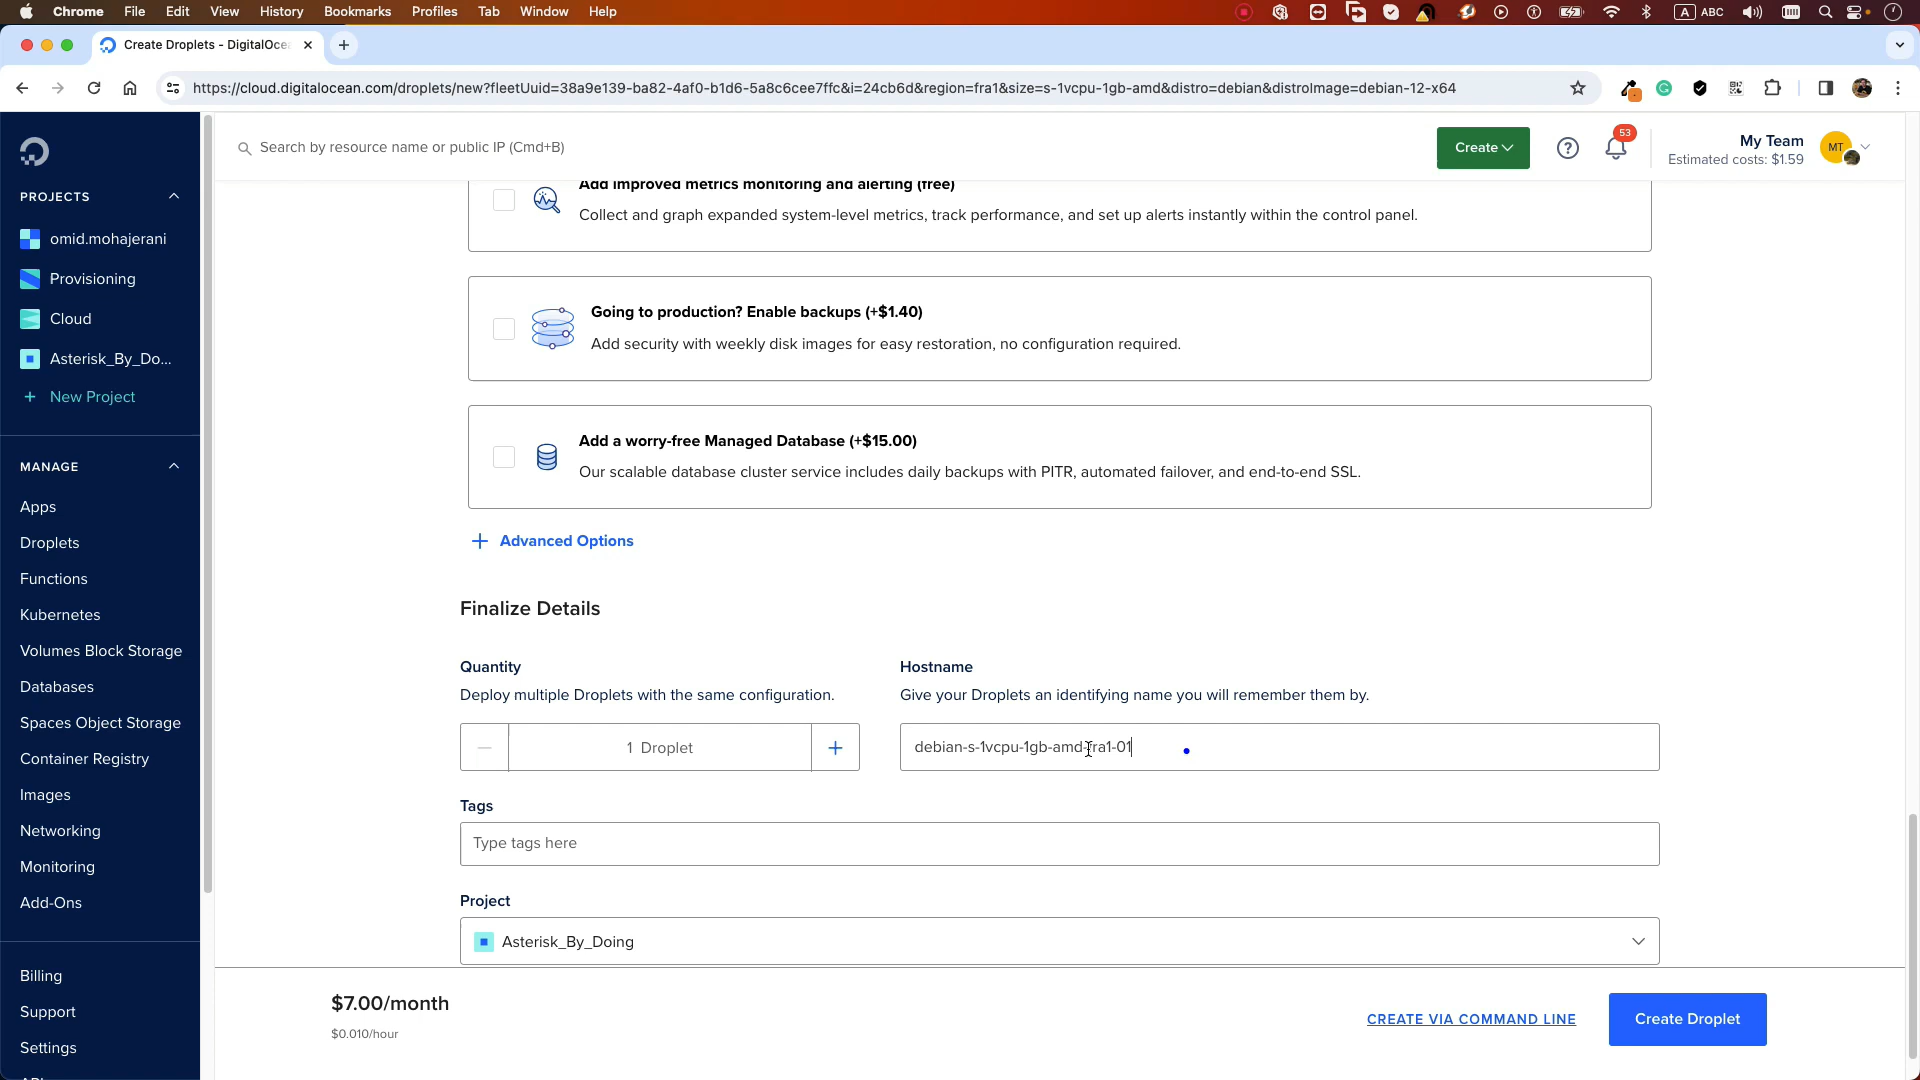 Chrome File Edit View History Bookmarks Profiles Tab Window Help
A ABC
Create Droplets - DigitalOce
https://cloud.digitalocean.com/droplets/new?fleetUuid=38a9e139-ba82-4af0-b1d6-5a8c6cee7ffc&i=24cb6d&region=fra1&size=s-1vcpu-1gb-amd&distro=debian&distroImage=debian-12-x64
Search by resource name or public IP (Cmd+B)
Create
?
53
My Team
Estimated costs: $1.59
MT
PROJECTS
omid.mohajerani
Provisioning
Cloud
Asterisk_By_Do...
+ New Project
MANAGE
Apps
Droplets
Functions
Kubernetes
Volumes Block Storage
Databases
Spaces Object Storage
Container Registry
Images
Networking
Monitoring
Add-Ons
Billing
Support
Settings
Add improved metrics monitoring and alerting (free)
Collect and graph expanded system-level metrics, track performance, and set up alerts instantly within the control panel.
Going to production? Enable backups (+$1.40)
Add security with weekly disk images for easy restoration, no configuration required.
Add a worry-free Managed Database (+$15.00)
Our scalable database cluster service includes daily backups with PITR, automated failover, and end-to-end SSL.
+ Advanced Options
Finalize Details
Quantity
Deploy multiple Droplets with the same configuration.
1 Droplet
Hostname
Give your Droplets an identifying name you will remember them by.
debian-s-1vcpu-1gb-amd-fra1-01
Tags
Type tags here
Project
Asterisk_By_Doing
$7.00/month
$0.010/hour
CREATE VIA COMMAND LINE
Create Droplet